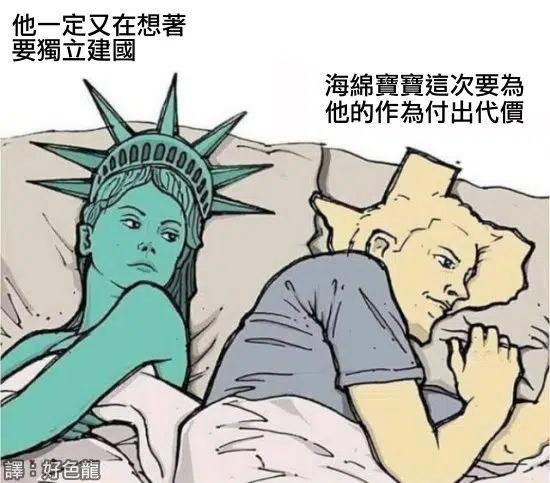 他一定又在想著
要獨立建國
海綿寶寶這次要為
他的作為付出代價
譯：好色龍